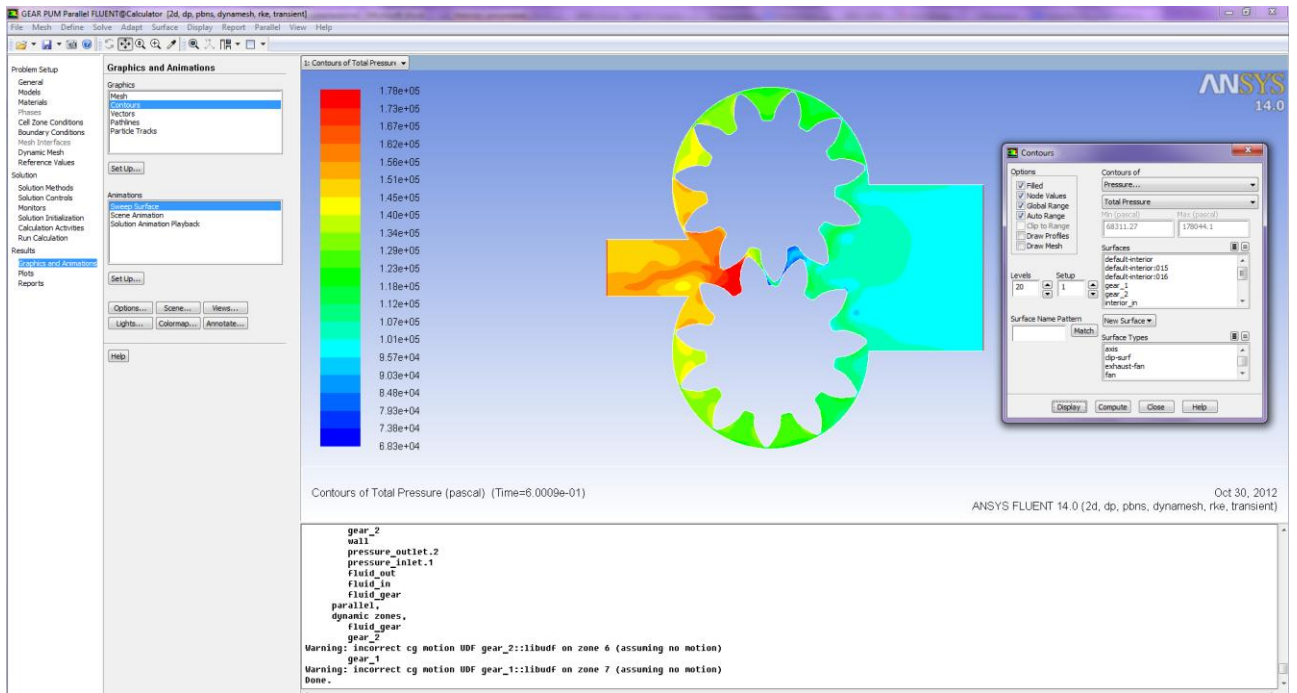 GEAR PUM Parallel FLUENT@Calculator [2d, dp, pbns, dynamesh, rke, transient]
File Mesh Define Solve Adapt Surface Display Report Parallel View Help
Problem Setup
General
Models
Materials
Phases
Cell Zone Conditions
Boundary Conditions
Mesh Interfaces
Dynamic Mesh
Reference Values
Solution
Solution Methods
Solution Controls
Monitors
Solution Initialization
Calculation Activities
Run Calculation
Results
Graphics and Animations
Plots
Reports
Graphics and Animations
Graphics
Mesh
Contours
Vectors
Pathlines
Particle Tracks
Set Up...
Animations
Sweep Surface
Scene Animation
Solution Animation Playback
Set Up...
Options... Scene... Views...
Lights... Colormap... Annotate...
Help
1: Contours of Total Pressure
1.78e+05
1.73e+05
1.67e+05
1.62e+05
1.56e+05
1.51e+05
1.45e+05
1.40e+05
1.34e+05
1.29e+05
1.23e+05
1.18e+05
1.12e+05
1.07e+05
1.01e+05
9.57e+04
9.03e+04
8.48e+04
7.93e+04
7.38e+04
6.83e+04
ANSYS
14.0
Contours
Options
Filled
Node Values
Global Range
Auto Range
Clip to Range
Draw Profiles
Draw Mesh
Levels Setup
20 1
Surface Name Pattern
Match
Contours of
Pressure...
Total Pressure
Min (pascal) Max (pascal)
68311.27 178044.1
Surfaces
default-interior
default-interior:015
default-interior:016
gear_1
gear_2
interior_in
New Surface
Surface Types
axis
clip-surf
exhaust-fan
fan
Display Compute Close Help
Contours of Total Pressure (pascal) (Time=6.0009e-01)
Oct 30, 2012
ANSYS FLUENT 14.0 (2d, dp, pbns, dynamesh, rke, transient)
gear_2
wall
pressure_outlet.2
pressure_inlet.1
fluid_out
fluid_in
fluid_gear
parallel,
dynamic zones,
fluid_gear
gear_2
Warning: incorrect cg motion UDF gear_2::libudf on zone 6 (assuming no motion)
gear_1
Warning: incorrect cg motion UDF gear_1::libudf on zone 7 (assuming no motion)
Done.